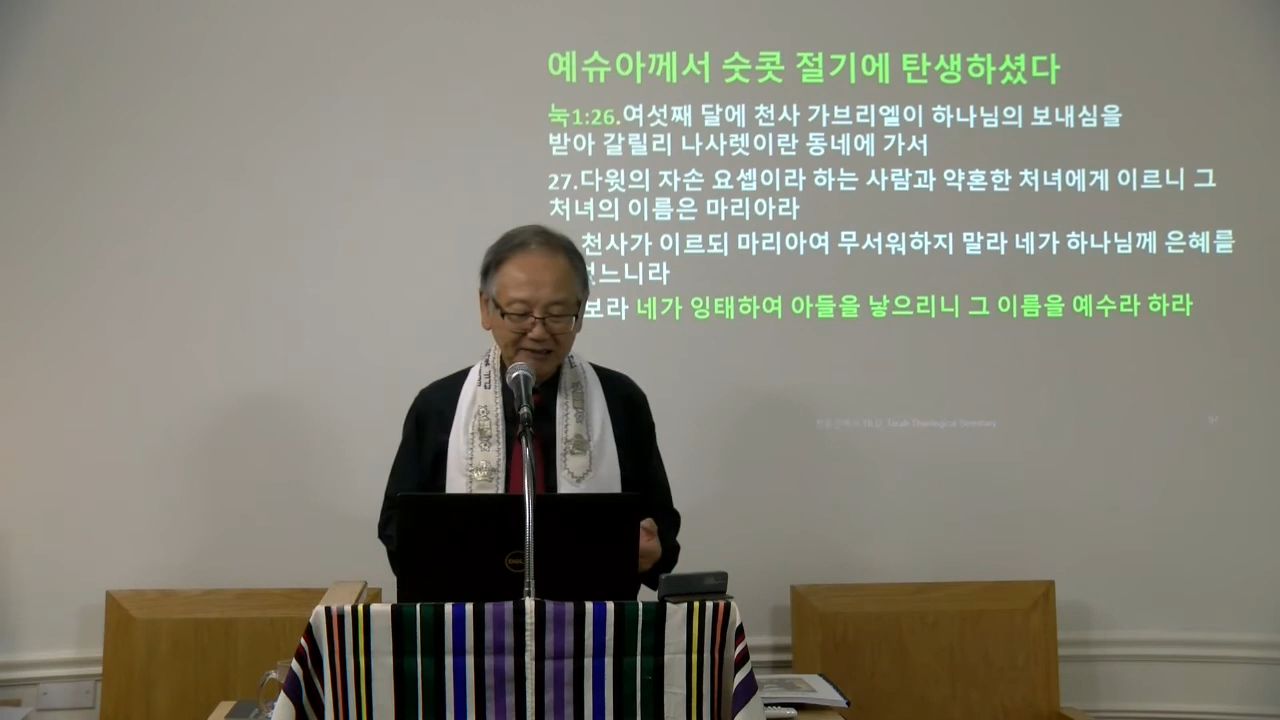 예슈아께서 숫콧 절기에 탄생하셨다
눅1:26.여섯째 달에 천사 가브리엘이 하나님의 보내심을
받아 갈릴리 나사렛이란 동네에 가서
27.다윗의 자손 요셉이라 하는 사람과 약혼한 처녀에게 이르니 그
처녀의 이름은 마리아라
천사가 이르되 마리아여 무서워하지 말라 네가 하나님께 은혜를
보라 네가 잉태하여 아들을 낳으리니 그 이름을 예수라 하라
Torah Theological Seminary
DELL